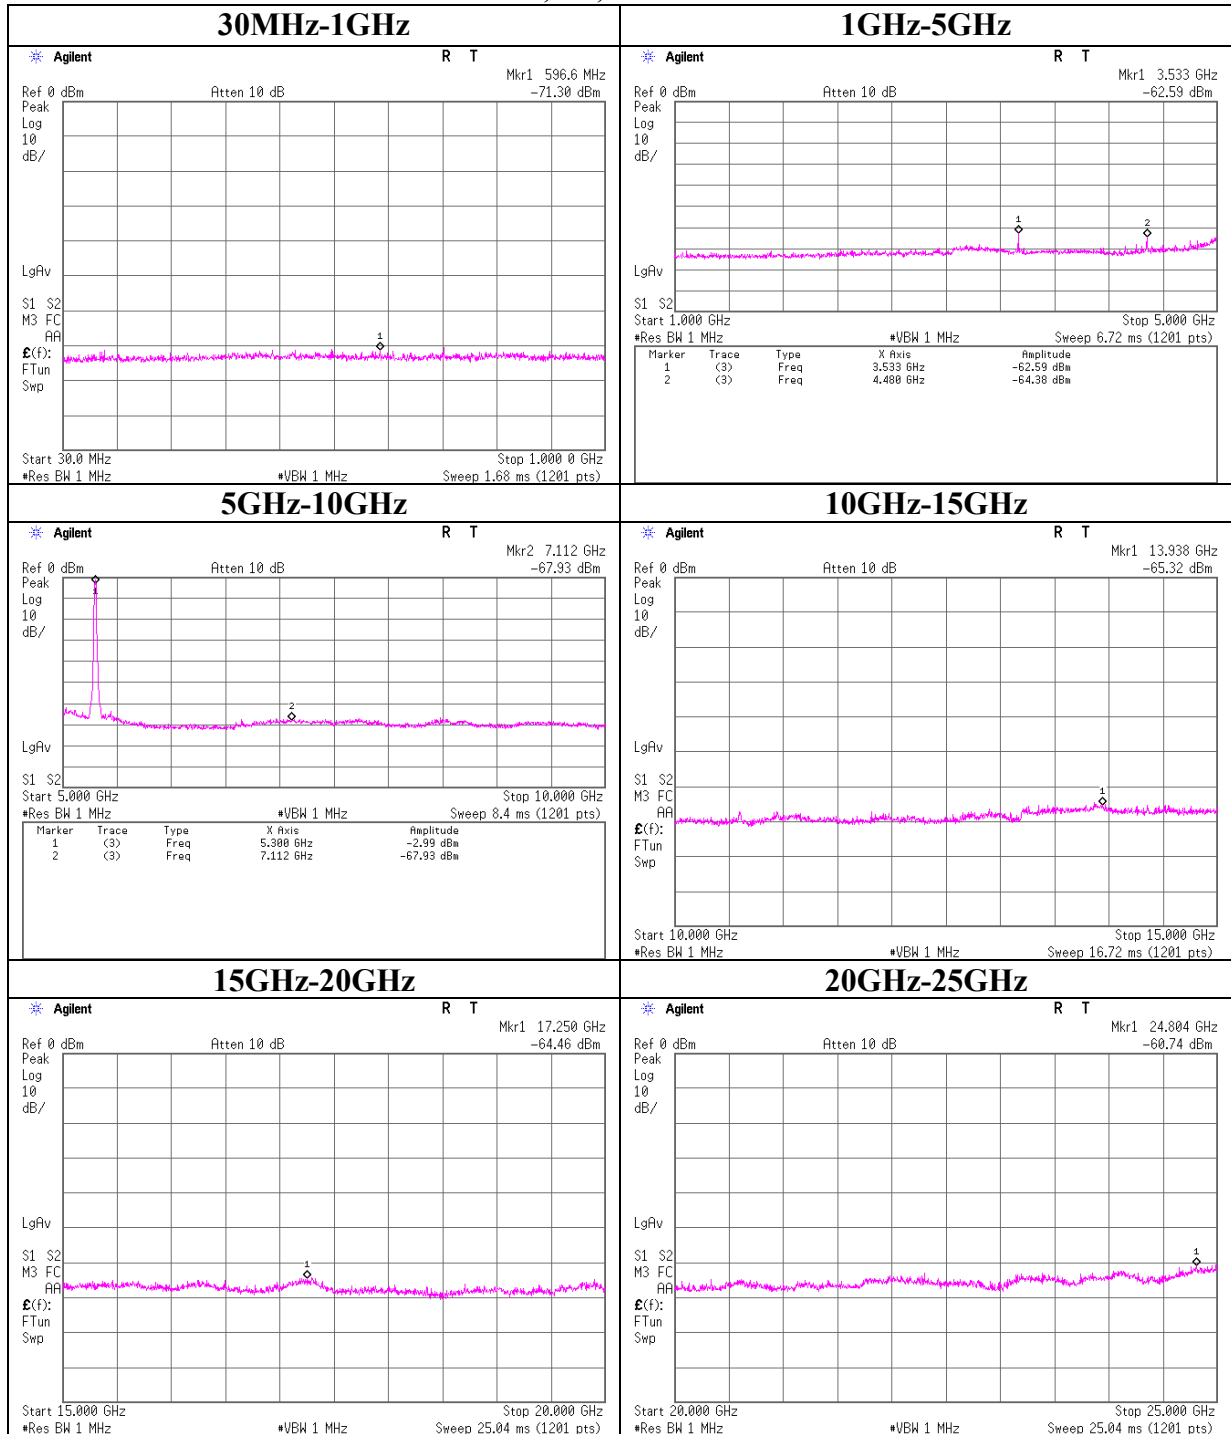 30MHz-1GHz
Agilent R T
Mkr1 596.6 MHz
Ref 0 dBm Atten 10 dB -71.30 dBm
Peak
Log
10
dB/
1
LgAv
S1 S2
M3 FC
AA
£(f):
FTun
Swp
Start 30.0 MHz Stop 1.000 0 GHz
#Res BW 1 MHz #VBW 1 MHz Sweep 1.68 ms (1201 pts)
1GHz-5GHz
Agilent R T
Mkr1 3.533 GHz
Ref 0 dBm Atten 10 dB -62.59 dBm
Peak
Log
10
dB/
1 2
LgAv
S1 S2
Start 1.000 GHz Stop 5.000 GHz
#Res BW 1 MHz #VBW 1 MHz Sweep 6.72 ms (1201 pts)
Marker Trace Type X Axis Amplitude
1 (3) Freq 3.533 GHz -62.59 dBm
2 (3) Freq 4.480 GHz -64.38 dBm
5GHz-10GHz
Agilent R T
Mkr2 7.112 GHz
Ref 0 dBm Atten 10 dB -67.93 dBm
Peak
Log
10
dB/
1
2
LgAv
S1 S2
Start 5.000 GHz Stop 10.000 GHz
#Res BW 1 MHz #VBW 1 MHz Sweep 8.4 ms (1201 pts)
Marker Trace Type X Axis Amplitude
1 (3) Freq 5.300 GHz -2.99 dBm
2 (3) Freq 7.112 GHz -67.93 dBm
10GHz-15GHz
Agilent R T
Mkr1 13.938 GHz
Ref 0 dBm Atten 10 dB -65.32 dBm
Peak
Log
10
dB/
LgAv
S1 S2
M3 FC
1
AA
£(f):
FTun
Swp
Start 10.000 GHz Stop 15.000 GHz
#Res BW 1 MHz #VBW 1 MHz Sweep 16.72 ms (1201 pts)
15GHz-20GHz
Agilent R T
Mkr1 17.250 GHz
Ref 0 dBm Atten 10 dB -64.46 dBm
Peak
Log
10
dB/
LgAv
S1 S2
1
M3 FC
AA
£(f):
FTun
Swp
Start 15.000 GHz Stop 20.000 GHz
#Res BW 1 MHz #VBW 1 MHz Sweep 25.04 ms (1201 pts)
20GHz-25GHz
Agilent R T
Mkr1 24.804 GHz
Ref 0 dBm Atten 10 dB -60.74 dBm
Peak
Log
10
dB/
LgAv
1
S1 S2
M3 FC
AA
£(f):
FTun
Swp
Start 20.000 GHz Stop 25.000 GHz
#Res BW 1 MHz #VBW 1 MHz Sweep 25.04 ms (1201 pts)